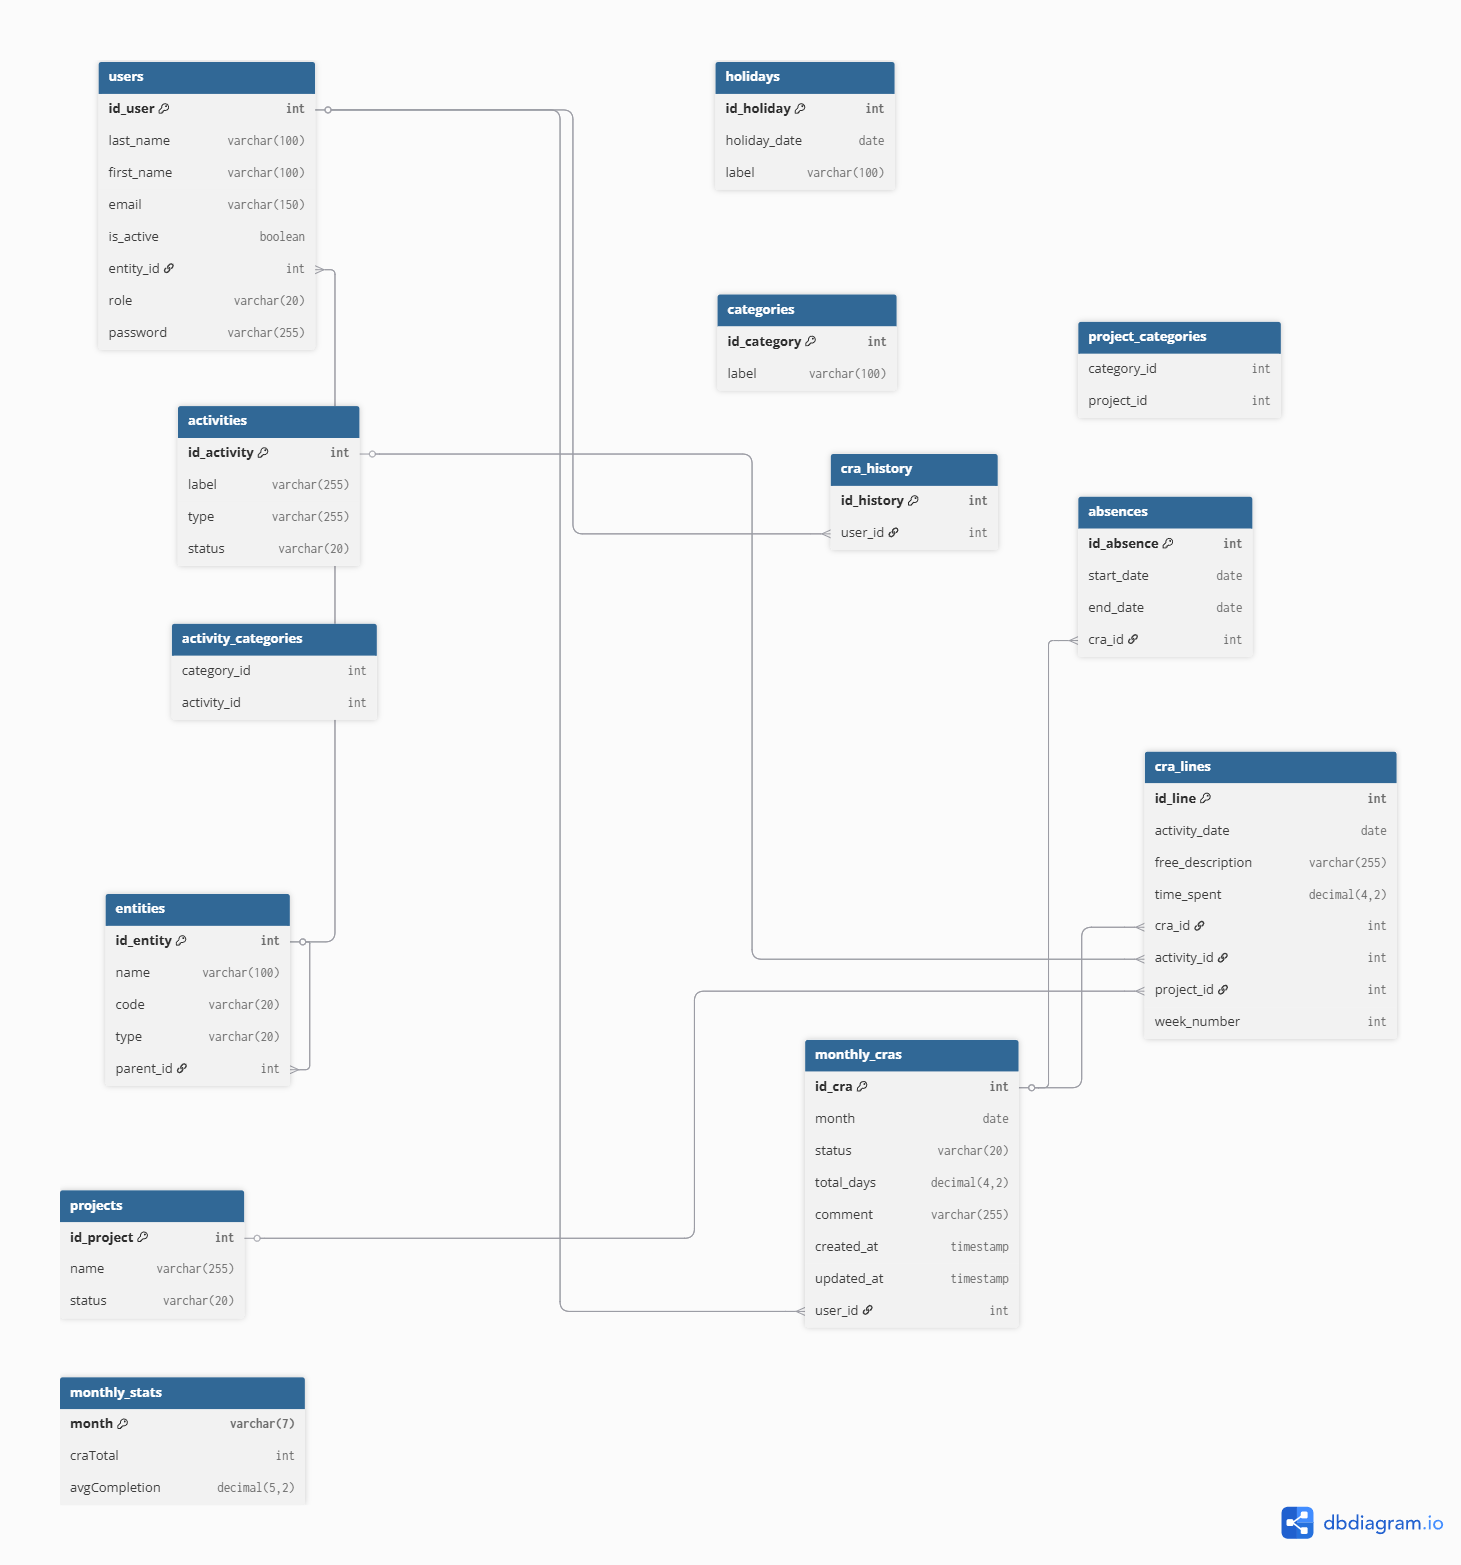 users
id_user int
last_name varchar(100)
first_name varchar(100)
email varchar(150)
is_active boolean
entity_id int
role varchar(20)
password varchar(255)
holidays
id_holiday int
holiday_date date
label varchar(100)
categories
id_category int
label varchar(100)
project_categories
category_id int
project_id int
activities
id_activity int
label varchar(255)
type varchar(255)
status varchar(20)
cra_history
id_history int
user_id int
absences
id_absence int
start_date date
end_date date
cra_id int
activity_categories
category_id int
activity_id int
cra_lines
id_line int
activity_date date
free_description varchar(255)
time_spent decimal(4,2)
cra_id int
activity_id int
project_id int
week_number int
entities
id_entity int
name varchar(100)
code varchar(20)
type varchar(20)
parent_id int
monthly_cras
id_cra int
month date
status varchar(20)
total_days decimal(4,2)
comment varchar(255)
created_at timestamp
updated_at timestamp
user_id int
projects
id_project int
name varchar(255)
status varchar(20)
monthly_stats
month varchar(7)
craTotal int
avgCompletion decimal(5,2)
dbdiagram.io